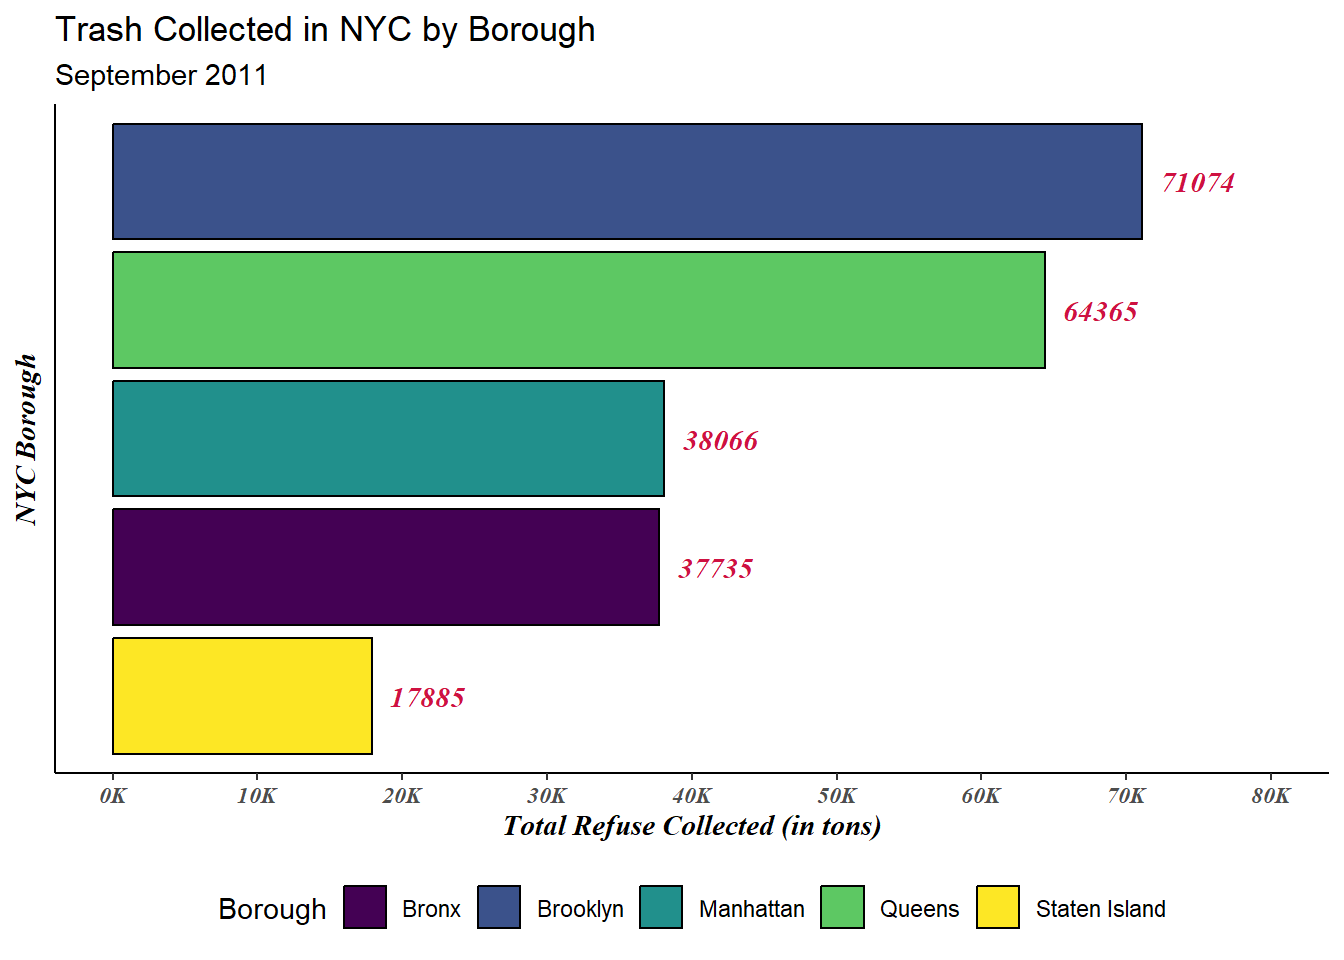 Trash Collected in NYC by Borough
September 2011
71074
64365
NYC Borough
38066
37735
17885
0K 10K 20K 30K 40K 50K 60K 70K 80K
Total Refuse Collected (in tons)
Borough Bronx Brooklyn Manhattan Queens Staten Island